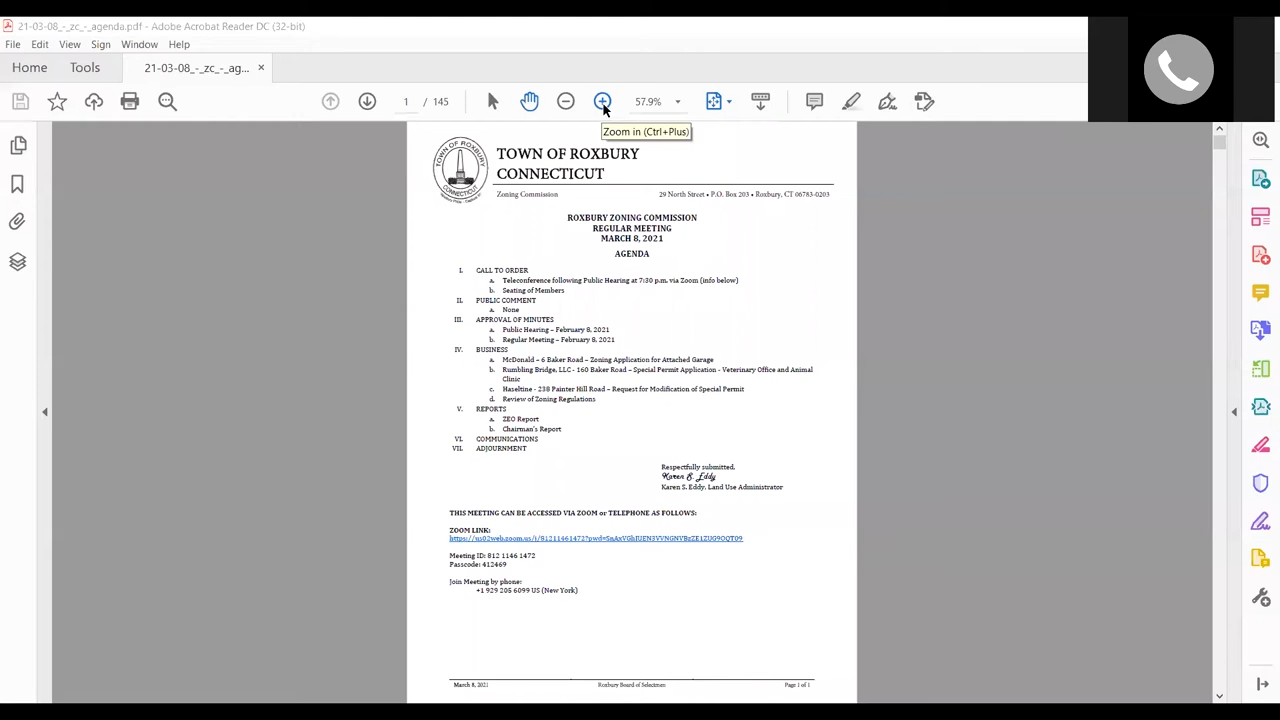 21-03-08_-_zc_-_agenda.pdf - Adobe Acrobat Reader DC (32-bit)
File Edit View Sign Window Help
Home Tools 21-03-08_-_zc_-_ag... ×
1 / 145 57.9%
Zoom in (Ctrl+Plus)
TOWN OF ROXBURY
CONNECTICUT
Zoning Commission 29 North Street • P.O. Box 203 • Roxbury, CT 06783-0203
ROXBURY ZONING COMMISSION
REGULAR MEETING
MARCH 8, 2021
AGENDA
I. CALL TO ORDER
a. Teleconference following Public Hearing at 7:30 p.m. via Zoom (info below)
b. Seating of Members
II. PUBLIC COMMENT
a. None
III. APPROVAL OF MINUTES
a. Public Hearing – February 8, 2021
b. Regular Meeting – February 8, 2021
IV. BUSINESS
a. McDonald – 6 Baker Road – Zoning Application for Attached Garage
b. Rumbling Bridge, LLC - 160 Baker Road – Special Permit Application - Veterinary Office and Animal
Clinic
c. Haseltine - 238 Painter Hill Road – Request for Modification of Special Permit
d. Review of Zoning Regulations
V. REPORTS
a. ZEO Report
b. Chairman's Report
VI. COMMUNICATIONS
VII. ADJOURNMENT
Respectfully submitted,
Karen S. Eddy
Karen S. Eddy, Land Use Administrator
THIS MEETING CAN BE ACCESSED VIA ZOOM or TELEPHONE AS FOLLOWS:
ZOOM LINK:
Meeting ID: 812 1146 1472
Passcode: 412469
Join Meeting by phone:
+1 929 205 6099 US (New York)
March 8, 2021 Roxbury Board of Selectmen Page 1 of 1